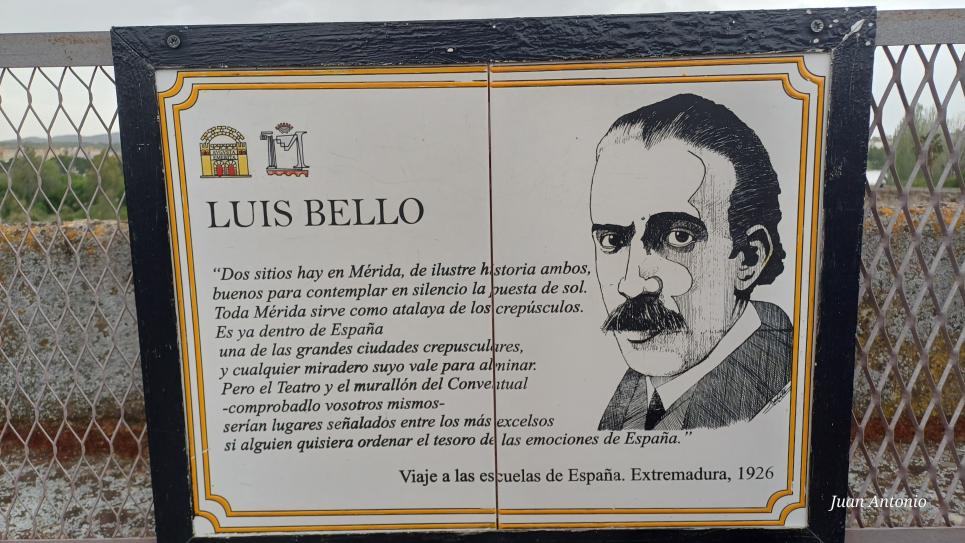 AVGVSTA
EMERITA
LUIS BELLO
“Dos sitios hay en Mérida, de ilustre historia ambos,
buenos para contemplar en silencio la puesta de sol.
Toda Mérida sirve como atalaya de los crepúsculos.
Es ya dentro de España
una de las grandes ciudades crepusculares,
y cualquier miradero suyo vale para alminar.
Pero el Teatro y el murallón del Conventual
-comprobadlo vosotros mismos-
serían lugares señalados entre los más excelsos
si alguien quisiera ordenar el tesoro de las emociones de España.”
Viaje a las escuelas de España. Extremadura, 1926
Juan Antonio